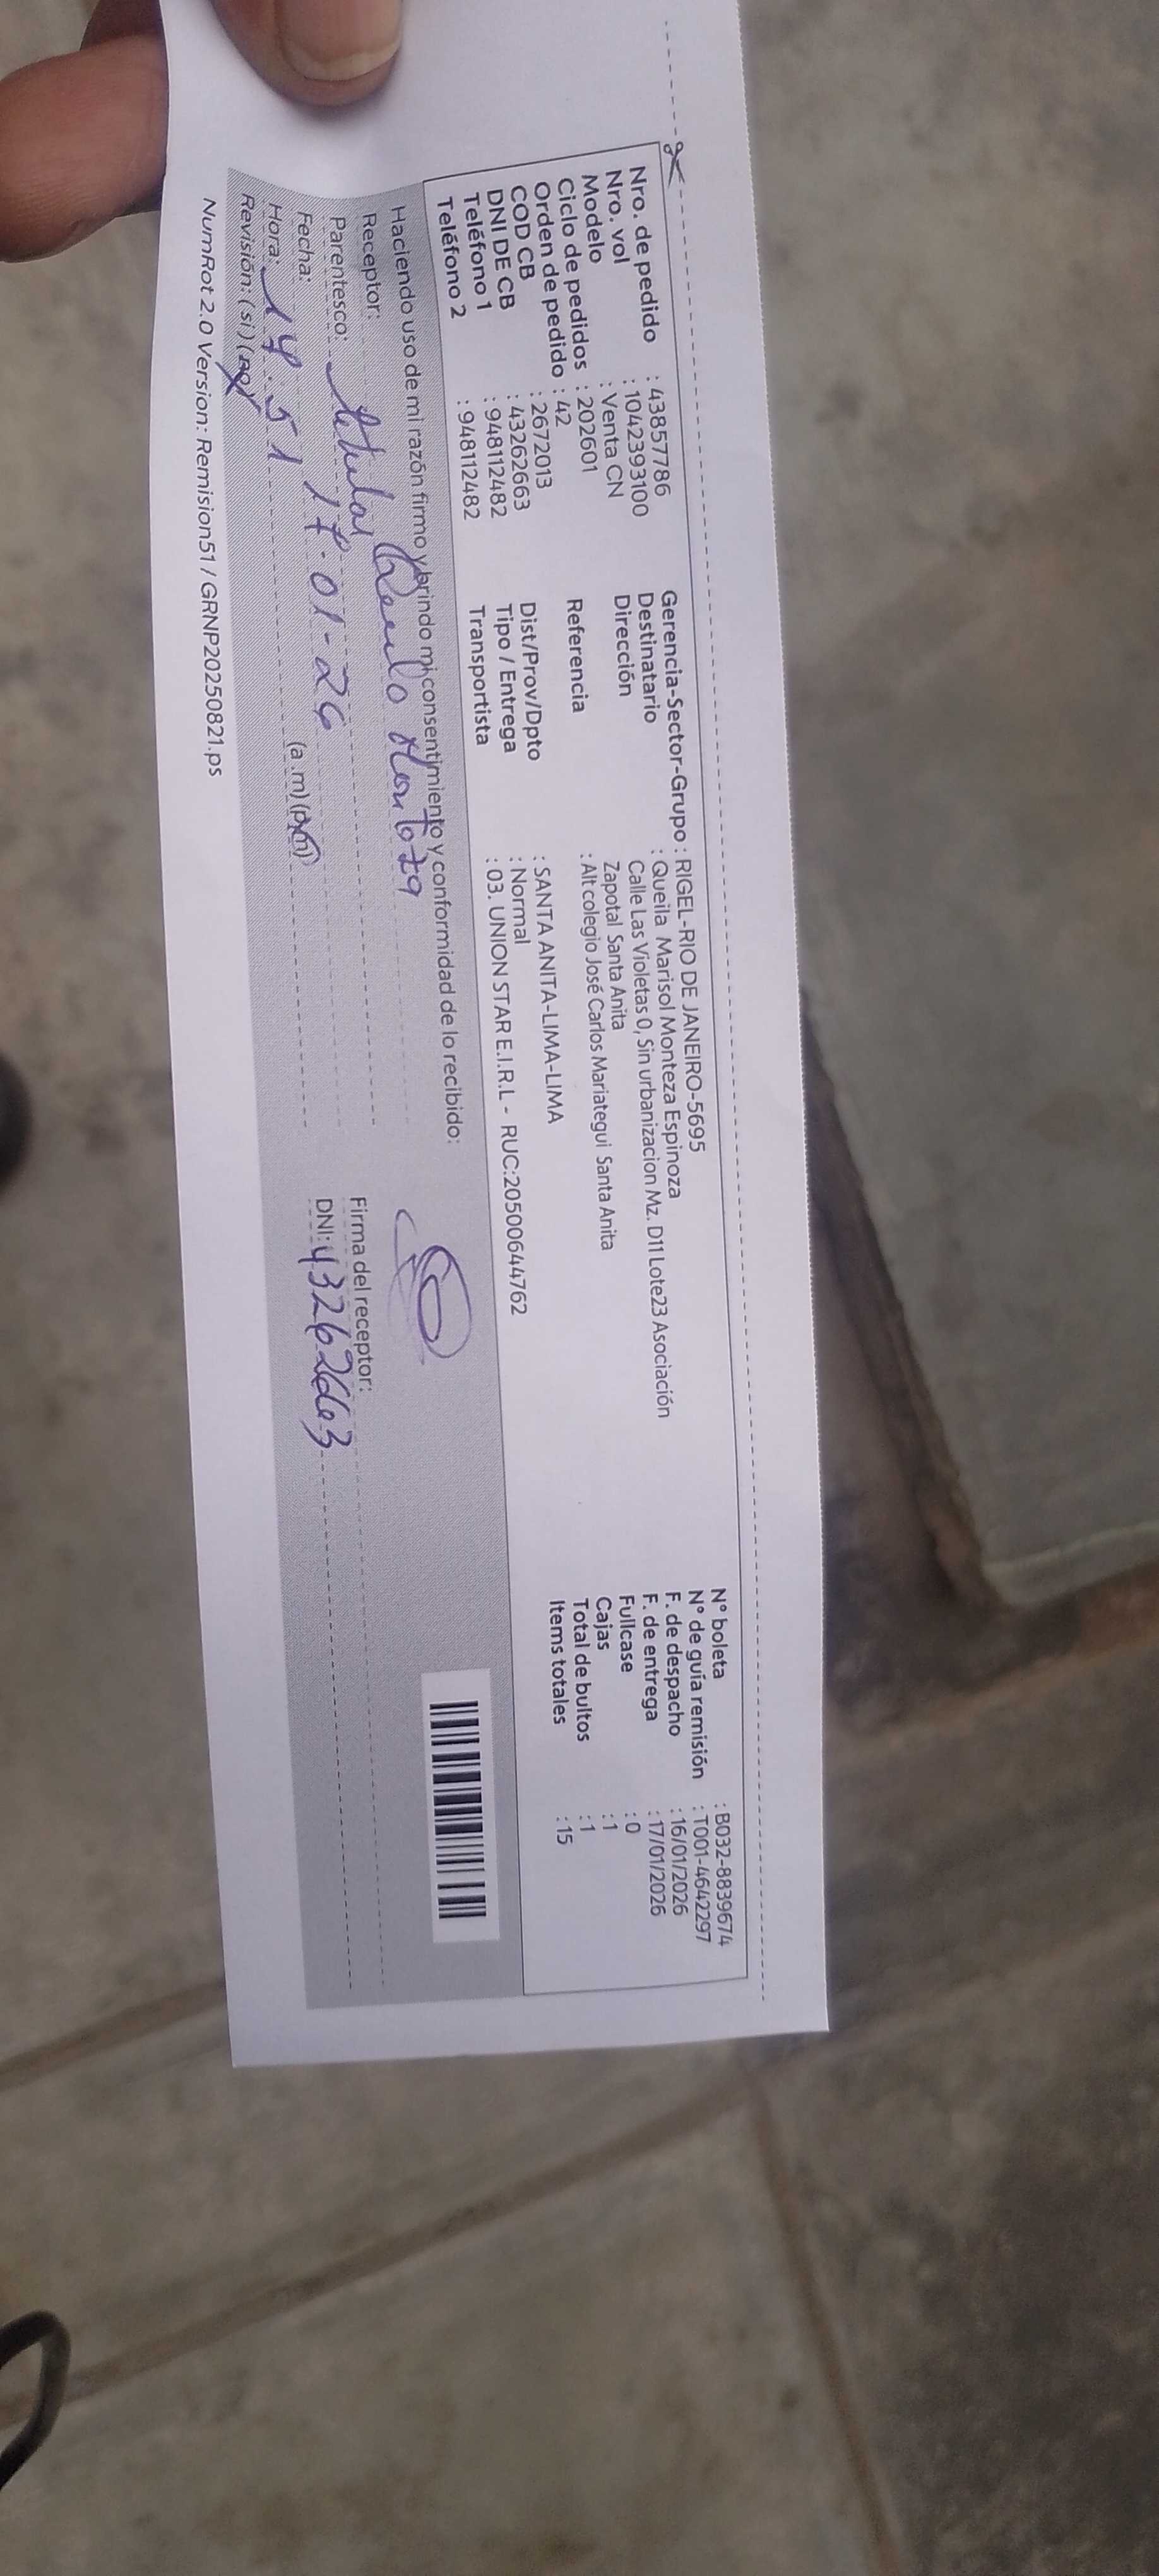 Nro. de pedido : 43857786
Nro. vol : 1042393100
Modelo : Venta CN
Ciclo de pedidos : 202601
Orden de pedido : 42
COD CB : 2672013
DNI DE CB : 43262663
Teléfono 1 : 948112482
Teléfono 2 : 948112482
Gerencia-Sector-Grupo : RIGEL-RIO DE JANEIRO-5695
Destinatario : Queila Marisol Monteza Espinoza
Dirección Calle Las Violetas 0, Sin urbanizacion Mz. D11 Lote23 Asociación
Zapotal Santa Anita
Referencia : Alt colegio José Carlos Mariategui Santa Anita
Dist/Prov/Dpto : SANTA ANITA-LIMA-LIMA
Tipo / Entrega : Normal
Transportista : 03. UNION STAR E.I.R.L - RUC:20500644762
N° boleta : B032-8839674
N° de guía remisión : T001-4642297
F. de despacho : 16/01/2026
F. de entrega : 17/01/2026
Fullcase : 0
Cajas : 1
Total de bultos : 1
Items totales : 15
Haciendo uso de mi razón firmo y brindo mi consentimiento y conformidad de lo recibido:
Receptor:
Parentesco: titular
Fecha: 17-01-26
Hora: 14 51 (a.m) (p.m)
Revisión: (si) (no)
Firma del receptor:
DNI: 43262663
NumRot 2.0 Version: Remision51 / GRNP20250821.ps